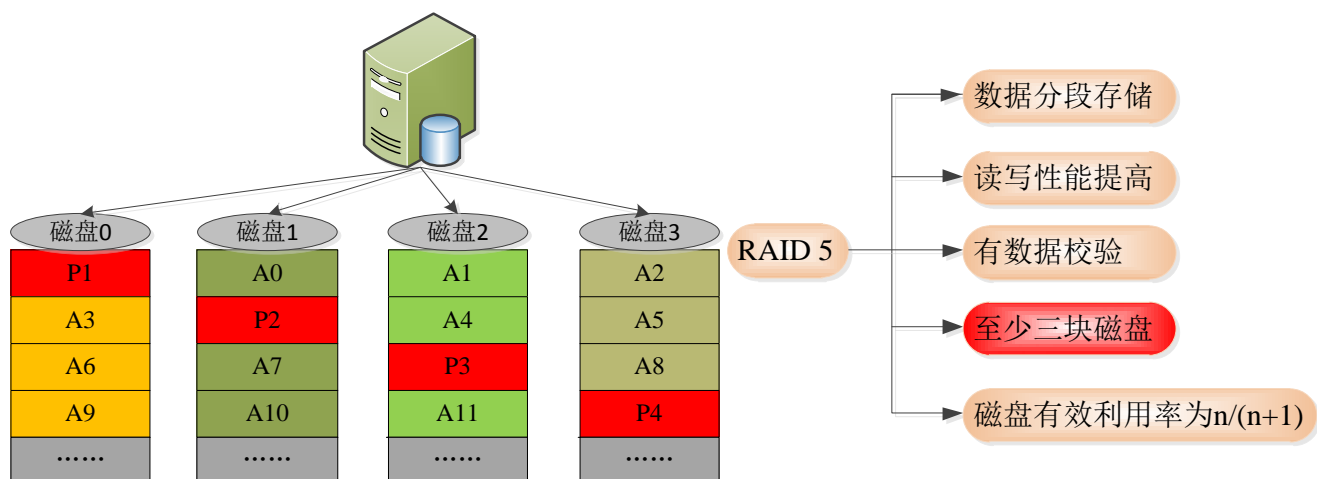 磁盘0 磁盘1 磁盘2 磁盘3
P1 A0 A1 A2
A3 P2 A4 A5
A6 A7 P3 A8
A9 A10 A11 P4
…… …… …… ……
RAID 5
数据分段存储
读写性能提高
有数据校验
至少三块磁盘
磁盘有效利用率为n/(n+1)